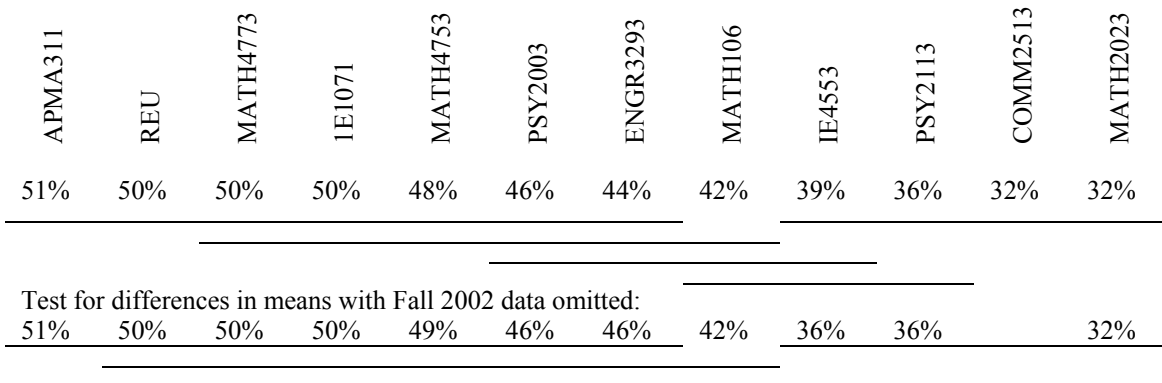 APMA311 REU MATH4773 1E1071 MATH4753 PSY2003 ENGR3293 MATH106 IE4553 PSY2113 COMM2513 MATH2023
51% 50% 50% 50% 48% 46% 44% 42% 39% 36% 32% 32%
Test for differences in means with Fall 2002 data omitted:
51% 50% 50% 50% 49% 46% 46% 42% 36% 36% 32%